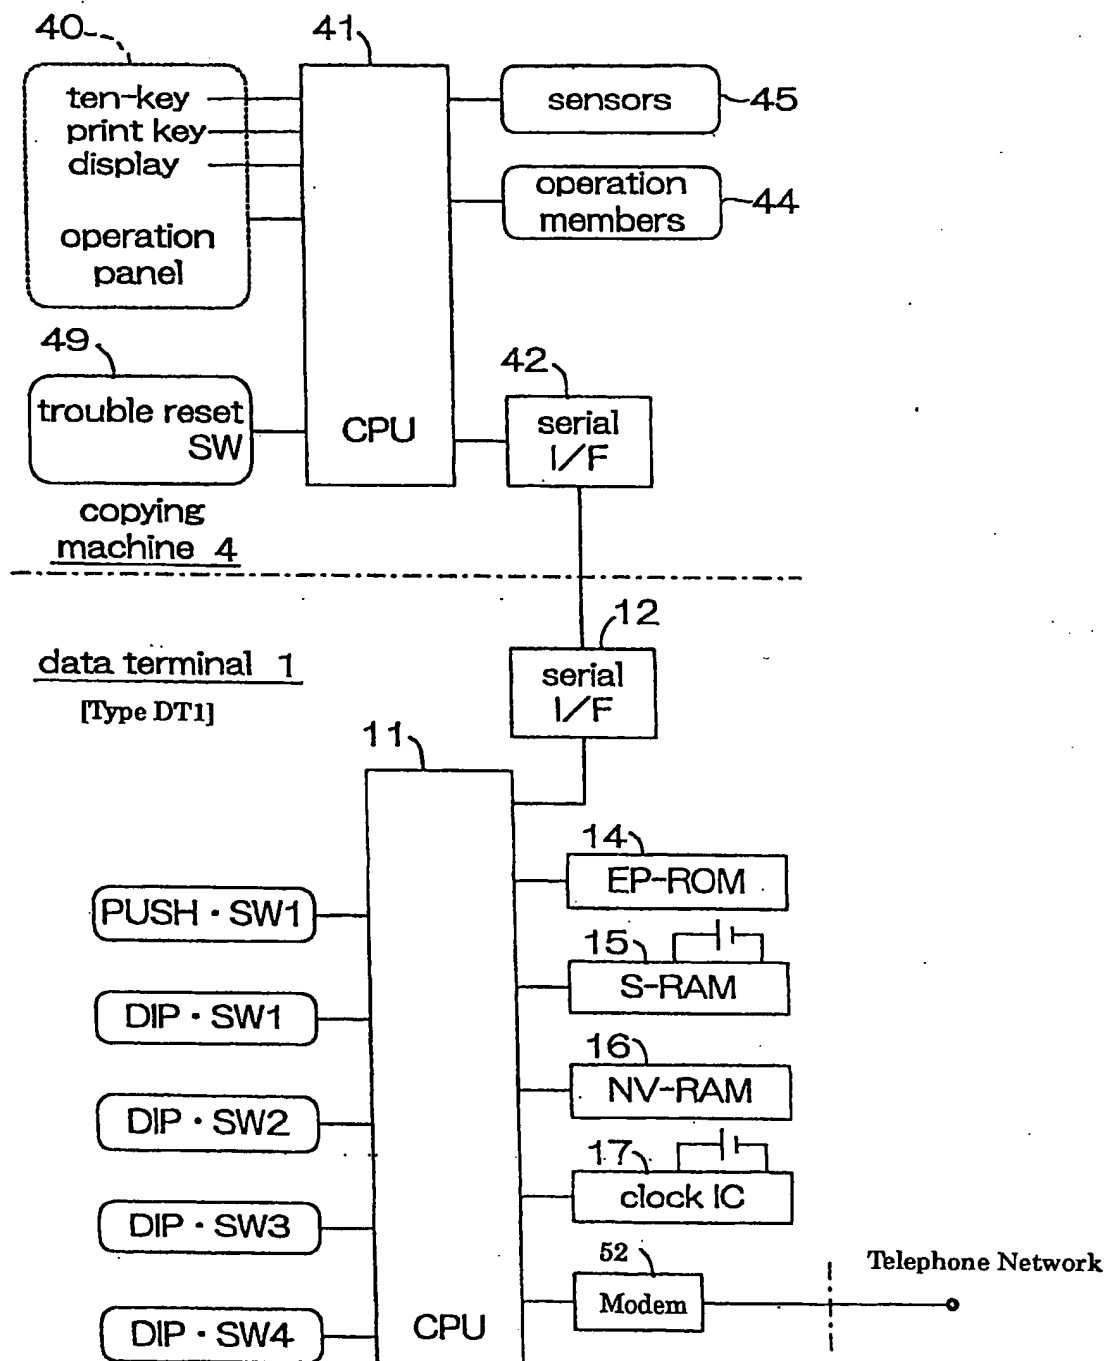 40
41
ten-key
print key
display
operation
panel
sensors
45
operation
members
44
49
trouble reset
SW
CPU
42
serial
I/F
copying
machine 4
data terminal 1
[Type DT1]
12
serial
I/F
11
14
EP-ROM
PUSH・SW1
15
S-RAM
DIP・SW1
16
NV-RAM
DIP・SW2
17
clock IC
DIP・SW3
52
Modem
Telephone Network
DIP・SW4
CPU